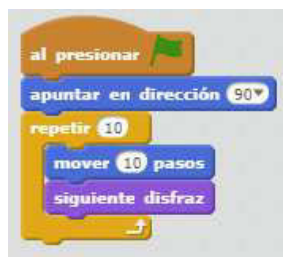 al presionar
apuntar en dirección 90
repetir 10
mover 10 pasos
siguiente disfraz